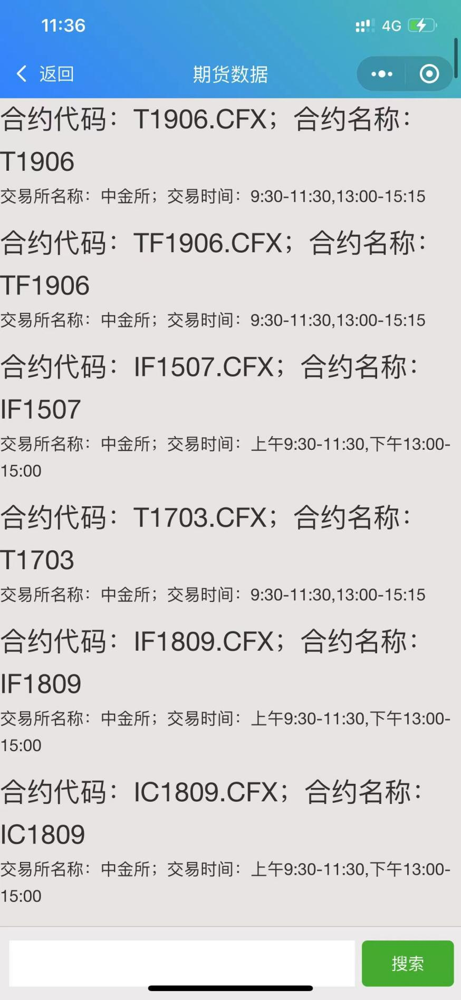 11:36
4G
返回
期货数据
合约代码：T1906.CFX；合约名称：
T1906
交易所名称：中金所；交易时间：9:30-11:30,13:00-15:15
合约代码：TF1906.CFX；合约名称：
TF1906
交易所名称：中金所；交易时间：9:30-11:30,13:00-15:15
合约代码：IF1507.CFX；合约名称：
IF1507
交易所名称：中金所；交易时间：上午9:30-11:30,下午13:00-
15:00
合约代码：T1703.CFX；合约名称：
T1703
交易所名称：中金所；交易时间：9:30-11:30,13:00-15:15
合约代码：IF1809.CFX；合约名称：
IF1809
交易所名称：中金所；交易时间：上午9:30-11:30,下午13:00-
15:00
合约代码：IC1809.CFX；合约名称：
IC1809
交易所名称：中金所；交易时间：上午9:30-11:30,下午13:00-
15:00
搜索